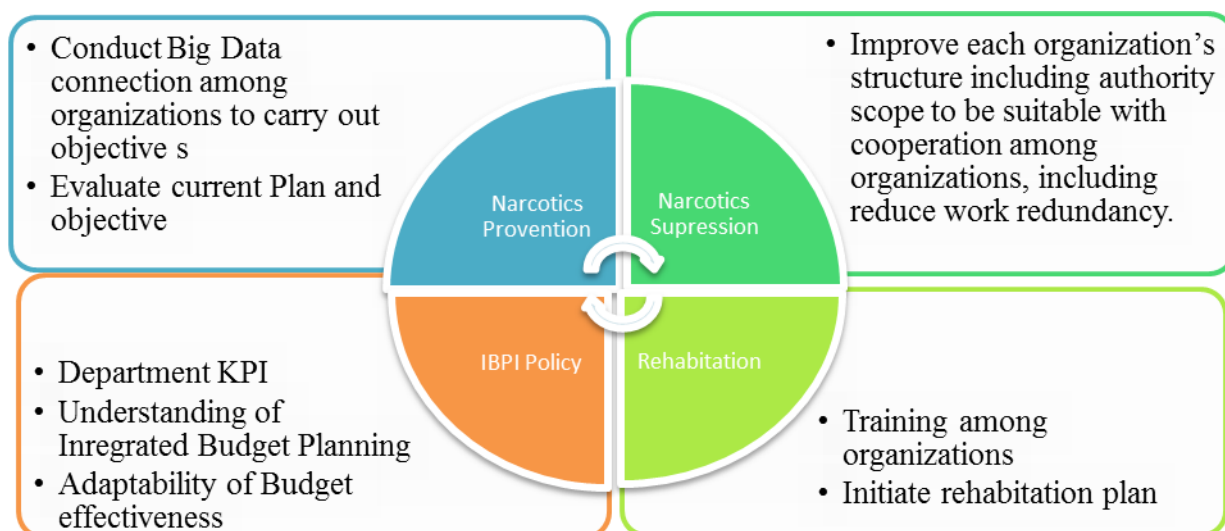 • Conduct Big Data
connection among
organizations to carry out
objective s
• Evaluate current Plan and
objective
• Improve each organization’s
structure including authority
scope to be suitable with
cooperation among
organizations, including
reduce work redundancy.
Narcotics
Provention
Narcotics
Supression
IBPI Policy
Rehabitation
• Department KPI
• Understanding of
Inregrated Budget Planning
• Adaptability of Budget
effectiveness
• Training among
organizations
• Initiate rehabitation plan